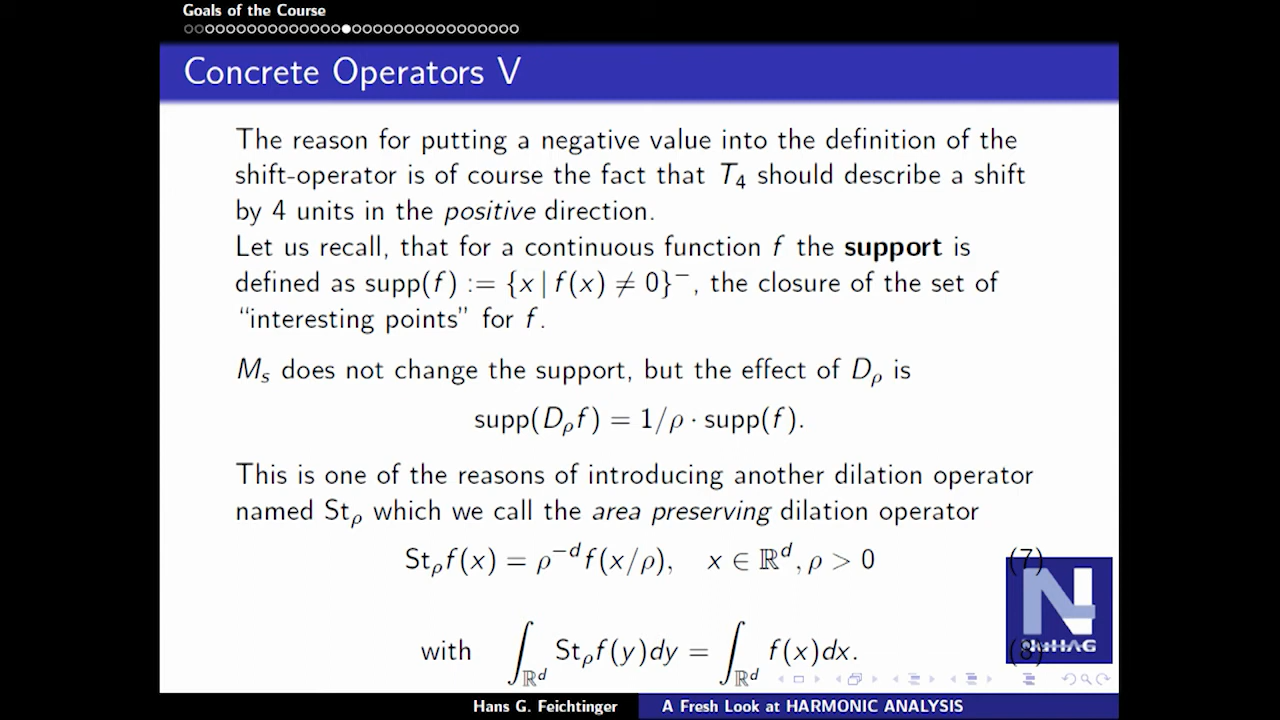 Goals of the Course
Concrete Operators V
The reason for putting a negative value into the definition of the
shift-operator is of course the fact that T₄ should describe a shift
by 4 units in the positive direction.
Let us recall, that for a continuous function f the support is
defined as supp(f) := {x | f(x) ≠ 0}⁻, the closure of the set of
“interesting points” for f.
Mₛ does not change the support, but the effect of Dᵨ is
supp(Dᵨf) = 1/ρ · supp(f).
This is one of the reasons of introducing another dilation operator
named Stᵨ which we call the area preserving dilation operator
Stᵨf(x) = ρ⁻ᵈf(x/ρ), x ∈ ℝᵈ, ρ > 0 (7)
with ∫_ℝᵈ Stᵨf(y)dy = ∫_ℝᵈ f(x)dx. (8)
N
NuHAG
Hans G. Feichtinger A Fresh Look at HARMONIC ANALYSIS